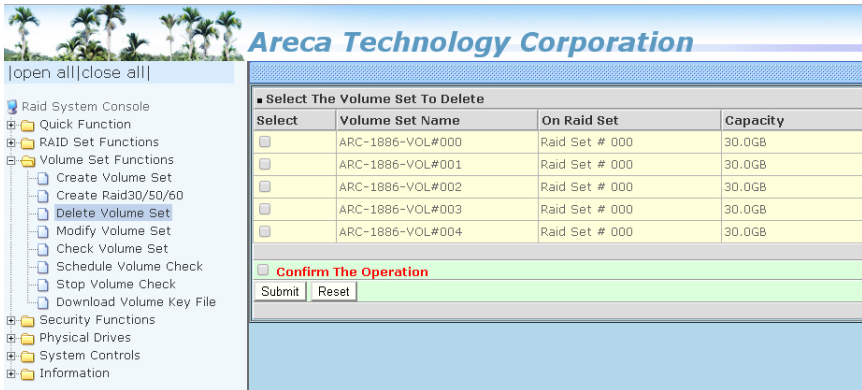 Areca Technology Corporation
|open all|close all|
Raid System Console
Quick Function
RAID Set Functions
Volume Set Functions
Create Volume Set
Create Raid30/50/60
Delete Volume Set
Modify Volume Set
Check Volume Set
Schedule Volume Check
Stop Volume Check
Download Volume Key File
Security Functions
Physical Drives
System Controls
Information
Select The Volume Set To Delete
Select Volume Set Name On Raid Set Capacity
ARC-1886-VOL#000 Raid Set # 000 30.0GB
ARC-1886-VOL#001 Raid Set # 000 30.0GB
ARC-1886-VOL#002 Raid Set # 000 30.0GB
ARC-1886-VOL#003 Raid Set # 000 30.0GB
ARC-1886-VOL#004 Raid Set # 000 30.0GB
Confirm The Operation
Submit Reset